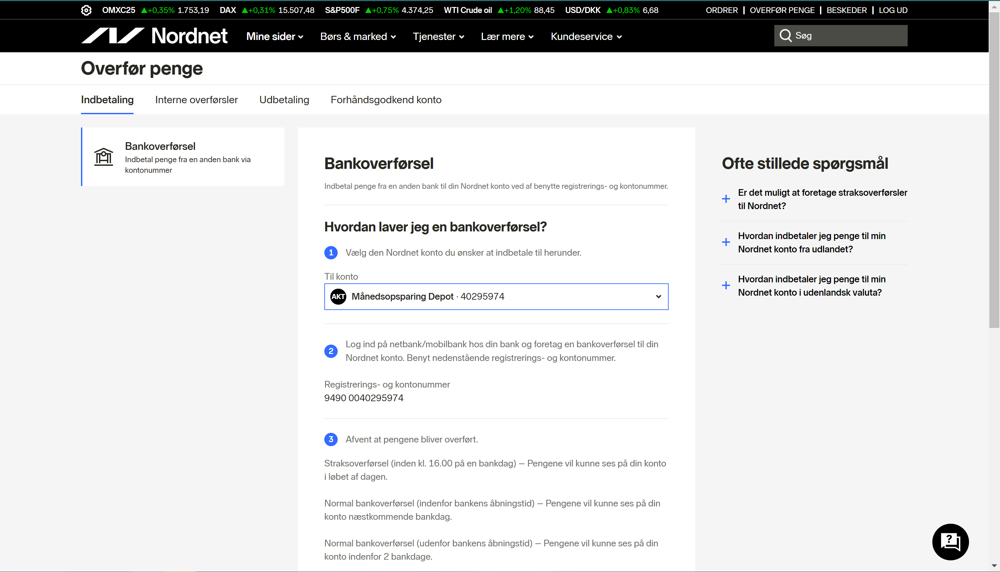 OMXC25 ▲+0,35% 1.753,19 DAX ▲+0,31% 15.507,48 S&P500F ▲+0,75% 4.374,25 WTI Crude oil ▲+1,20% 88,45 USD/DKK ▲+0,83% 6,68 ORDRER | OVERFØR PENGE | BESKEDER | LOG UD
Nordnet Mine sider Børs & marked Tjenester Lær mere Kundeservice Søg
Overfør penge
Indbetaling Interne overførsler Udbetaling Forhåndsgodkend konto
Bankoverførsel
Indbetal penge fra en anden bank via
kontonummer
Bankoverførsel
Indbetal penge fra en anden bank til din Nordnet konto ved af benytte registrerings- og kontonummer.
Hvordan laver jeg en bankoverførsel?
1 Vælg den Nordnet konto du ønsker at indbetale til herunder.
Til konto
AKT Månedsopsparing Depot · 40295974
2 Log ind på netbank/mobilbank hos din bank og foretag en bankoverførsel til din
Nordnet konto. Benyt nedenstående registrerings- og kontonummer.
Registrerings- og kontonummer
9490 0040295974
3 Afvent at pengene bliver overført.
Straksoverførsel (inden kl. 16.00 på en bankdag) — Pengene vil kunne ses på din konto
i løbet af dagen.
Normal bankoverførsel (indenfor bankens åbningstid) — Pengene vil kunne ses på din
konto næstkommende bankdag.
Normal bankoverførsel (udenfor bankens åbningstid) — Pengene vil kunne ses på din
konto indenfor 2 bankdage.
Ofte stillede spørgsmål
Er det muligt at foretage straksoverførsler
til Nordnet?
Hvordan indbetaler jeg penge til min
Nordnet konto fra udlandet?
Hvordan indbetaler jeg penge til min
Nordnet konto i udenlandsk valuta?